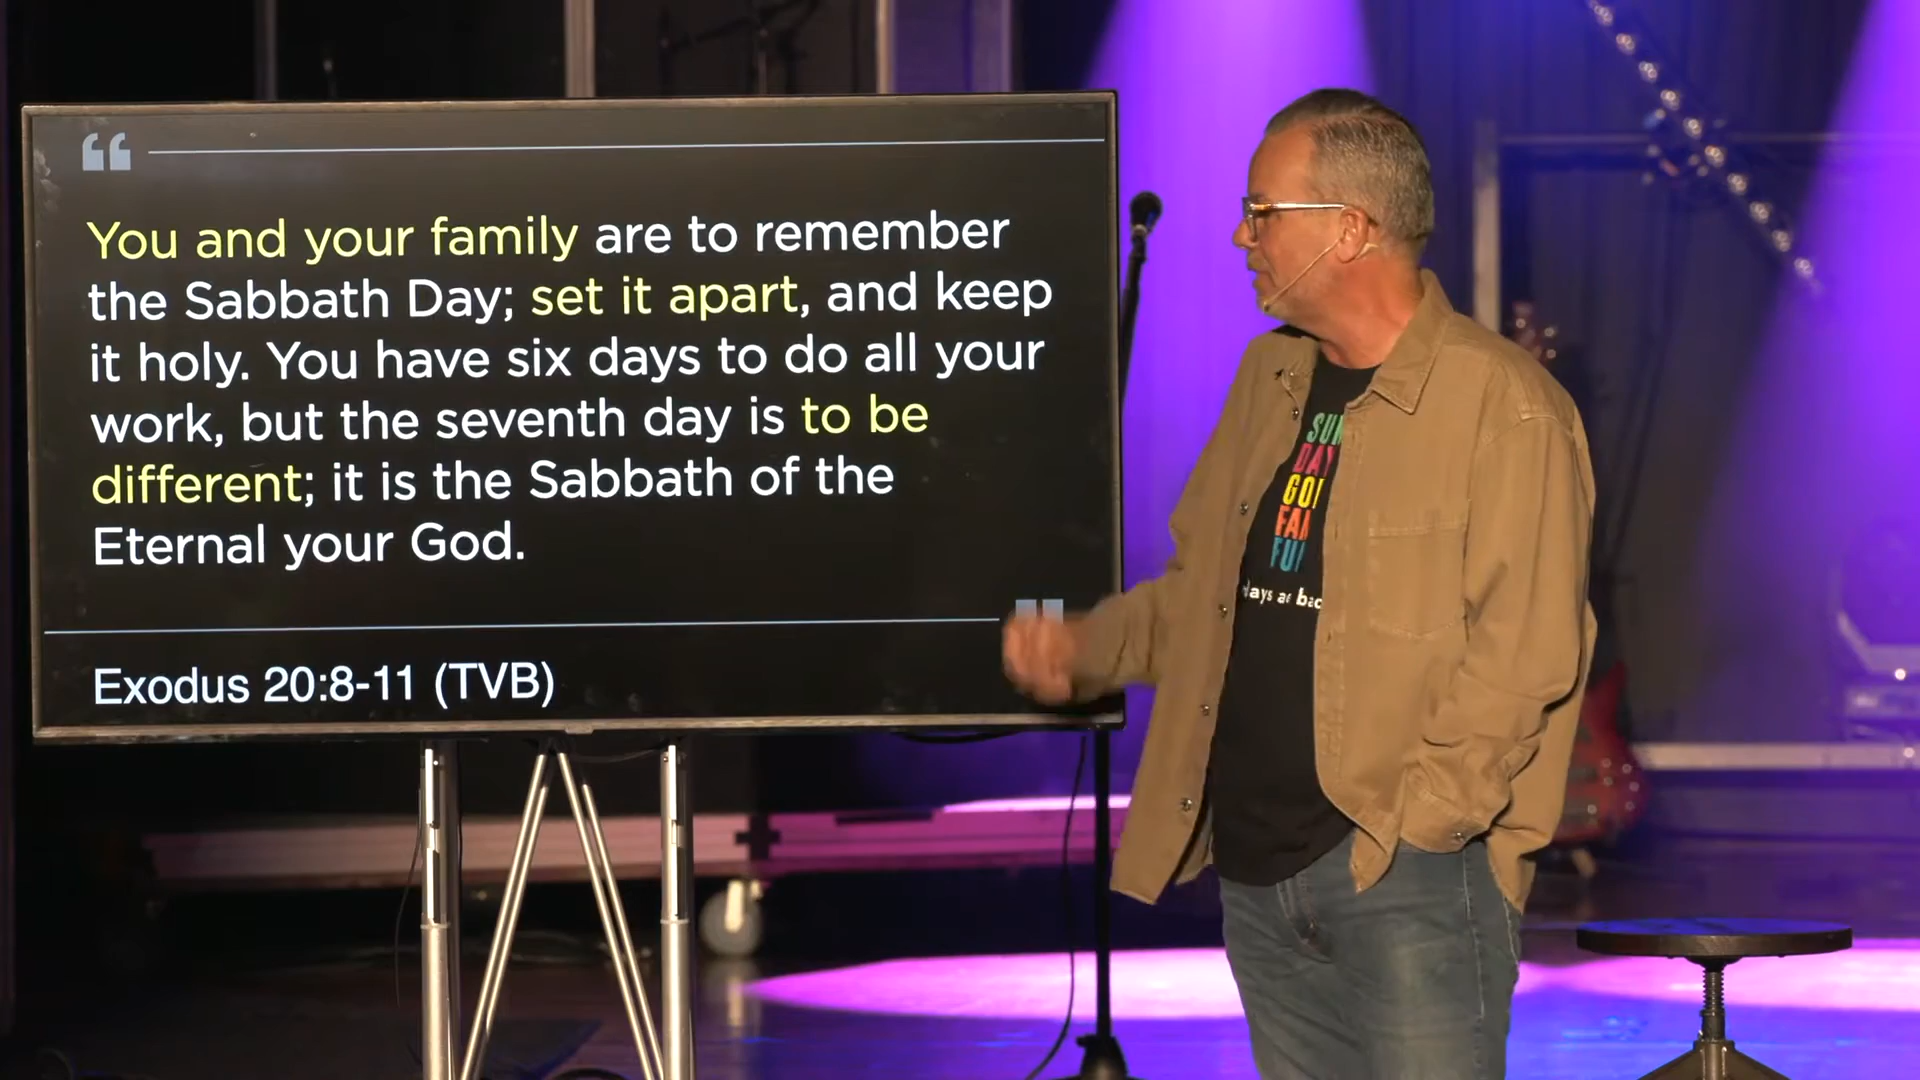 You and your family are to remember
the Sabbath Day; set it apart, and keep
it holy. You have six days to do all your
work, but the seventh day is to be
different; it is the Sabbath of the
Eternal your God.
Exodus 20:8-11 (TVB)
GO